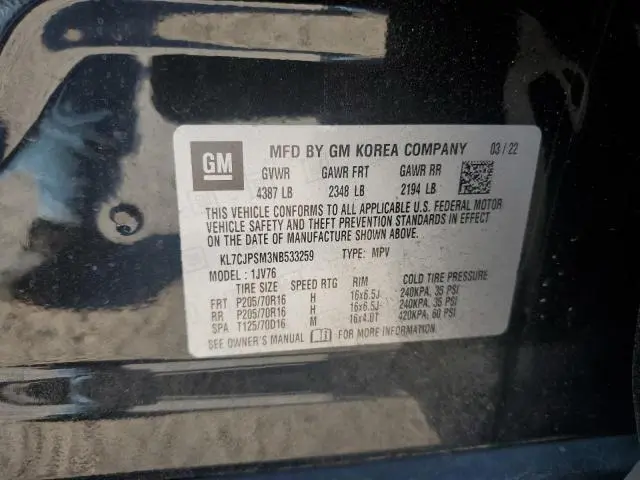 GM
MFD BY GM KOREA COMPANY 03/22
GVWR GAWR FRT GAWR RR
4387 LB 2348 LB 2194 LB
THIS VEHICLE CONFORMS TO ALL APPLICABLE U.S. FEDERAL MOTOR
VEHICLE SAFETY AND THEFT PREVENTION STANDARDS IN EFFECT
ON THE DATE OF MANUFACTURE SHOWN ABOVE.
KL7CJPSM3NB533259 TYPE: MPV
MODEL: 1JV76
TIRE SIZE SPEED RTG RIM COLD TIRE PRESSURE
FRT P205/70R16 H 16x6.5J 240KPA, 35 PSI
RR P205/70R16 H 16x6.5J 240KPA, 35 PSI
SPA T125/70D16 M 16x4.0T 420KPA, 60 PSI
SEE OWNER'S MANUAL FOR MORE INFORMATION.